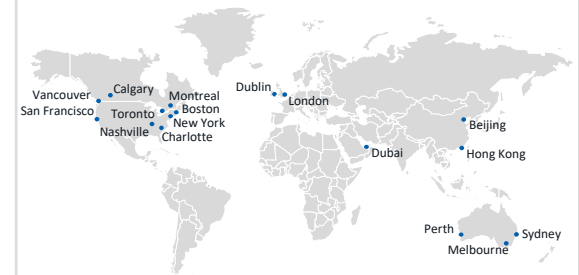 Calgary
Vancouver
Montreal
San Francisco
Boston
Toronto
New York
Nashville
Charlotte
Dublin
London
Dubai
Beijing
Hong Kong
Perth
Sydney
Melbourne